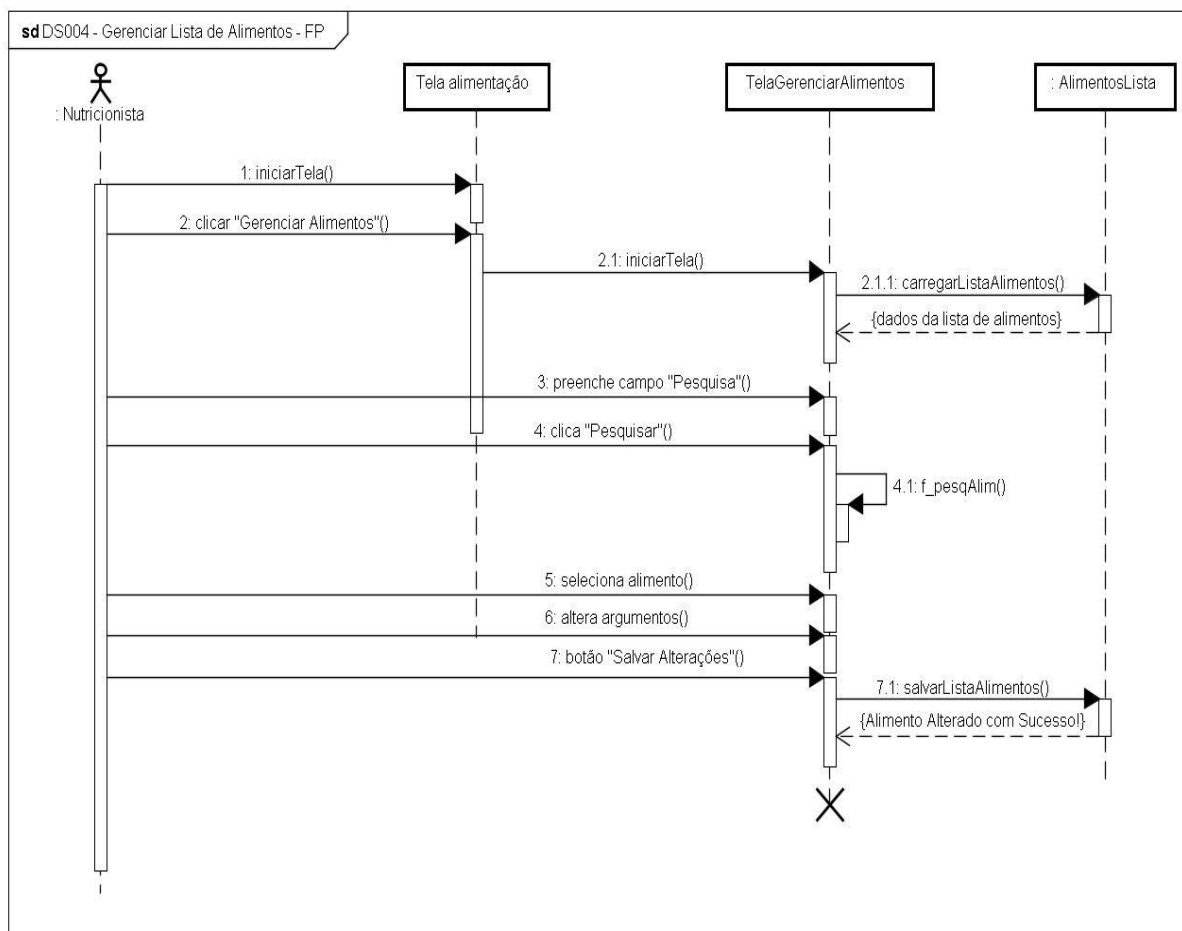 sd DS004 - Gerenciar Lista de Alimentos - FP
: Nutricionista
Tela alimentação
TelaGerenciarAlimentos
: AlimentosLista
1: iniciarTela()
2: clicar "Gerenciar Alimentos"()
2.1: iniciarTela()
2.1.1: carregarListaAlimentos()
{dados da lista de alimentos}
3: preenche campo "Pesquisa"()
4: clica "Pesquisar"()
4.1: f_pesqAlim()
5: seleciona alimento()
6: altera argumentos()
7: botão "Salvar Alterações"()
7.1: salvarListaAlimentos()
{Alimento Alterado com Sucesso!}